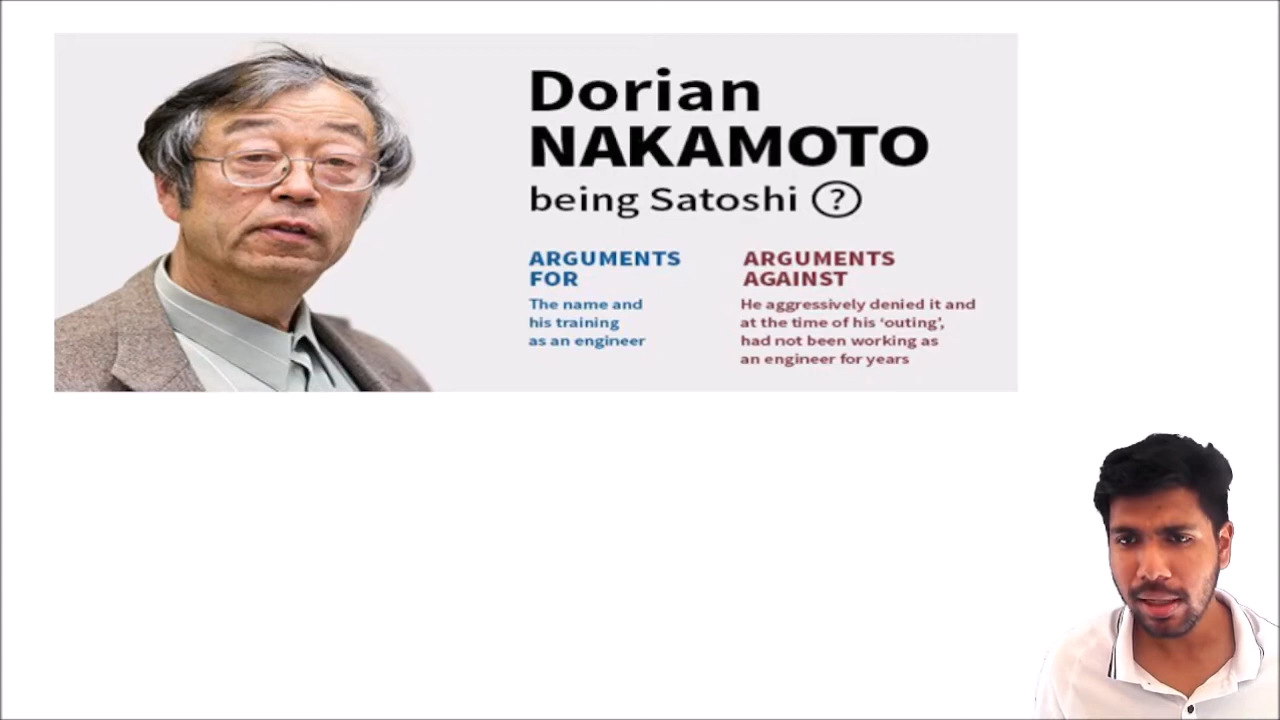 Dorian
NAKAMOTO
being Satoshi ?
ARGUMENTS
FOR
The name and
his training
as an engineer
ARGUMENTS
AGAINST
He aggressively denied it and
at the time of his ‘outing’,
had not been working as
an engineer for years